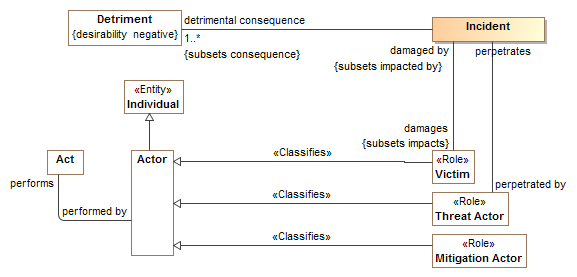 Detriment
{desirability negative}
detrimental consequence
1..*
{subsets consequence}
Incident
damaged by
{subsets impacted by}
perpetrates
«Entity»
Individual
damages
{subsets impacts}
Act
performs
performed by
Actor
«Classifies»
«Role»
Victim
perpetrated by
«Classifies»
«Role»
Threat Actor
«Classifies»
«Role»
Mitigation Actor